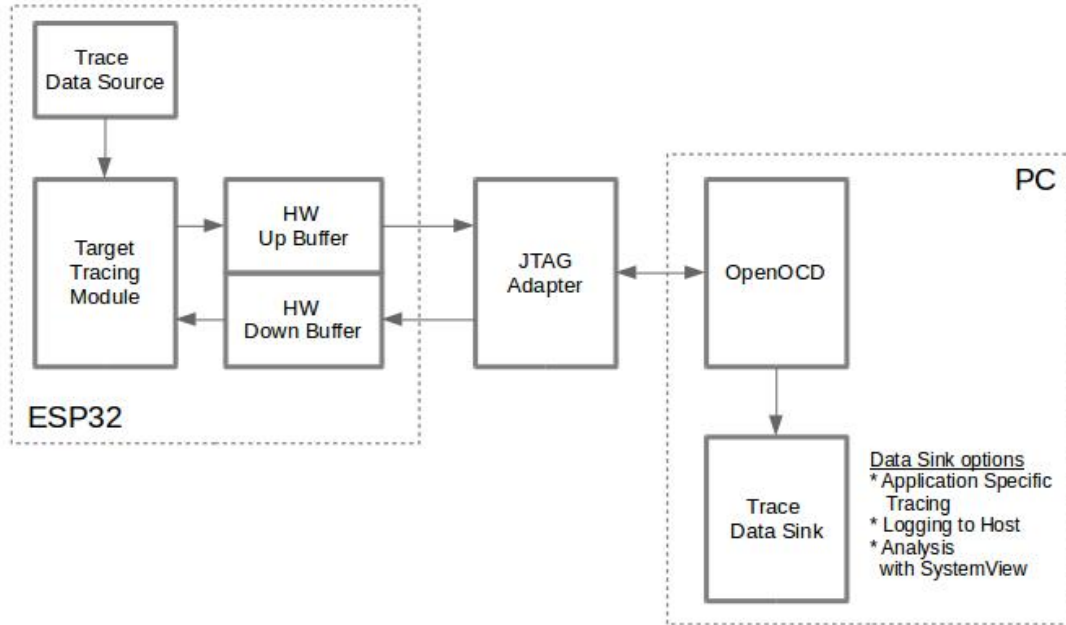 Trace
Data Source
Target
Tracing
Module
HW
Up Buffer
HW
Down Buffer
ESP32
JTAG
Adapter
PC
OpenOCD
Trace
Data Sink
Data Sink options
* Application Specific
Tracing
* Logging to Host
* Analysis
with SystemView